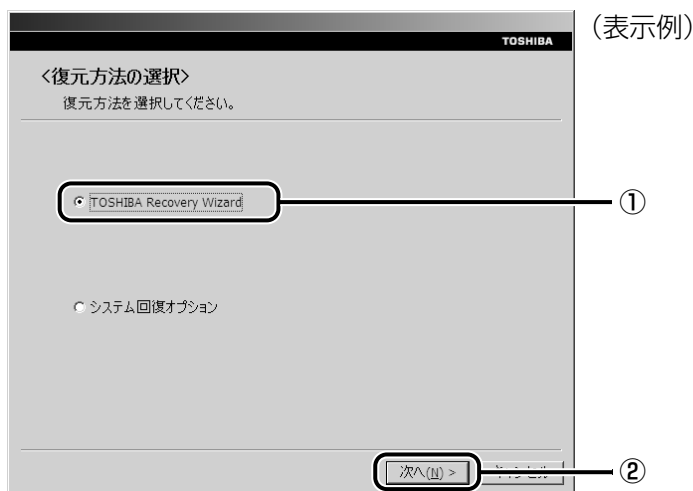 （表示例）
TOSHIBA
<復元方法の選択>
復元方法を選択してください。
TOSHIBA Recovery Wizard
①
システム回復オプション
次へ(N) >
②